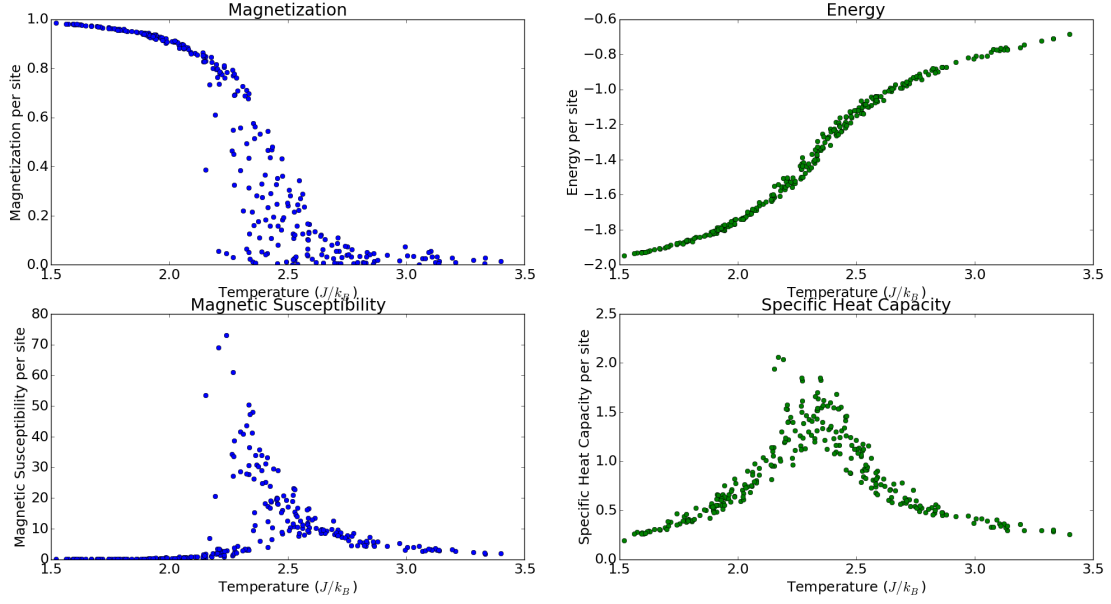 Magnetization
Magnetization per site
1.0
0.8
0.6
0.4
0.2
0.0
1.5 2.0 2.5 3.0 3.5
Temperature (J/k_B)
Energy
Energy per site
−0.6
−0.8
−1.0
−1.2
−1.4
−1.6
−1.8
−2.0
1.5 2.0 2.5 3.0 3.5
Temperature (J/k_B)
Magnetic Susceptibility
Magnetic Susceptibility per site
80
70
60
50
40
30
20
10
0
1.5 2.0 2.5 3.0 3.5
Temperature (J/k_B)
Specific Heat Capacity
Specific Heat Capacity per site
2.5
2.0
1.5
1.0
0.5
0.0
1.5 2.0 2.5 3.0 3.5
Temperature (J/k_B)